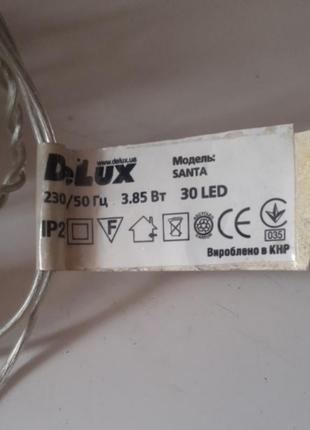 www.delux.ua
DeLux
Модель:
SANTA
230/50 Гц 3.85 Вт 30 LED
IP2 F CE 035
Вироблено в КНР